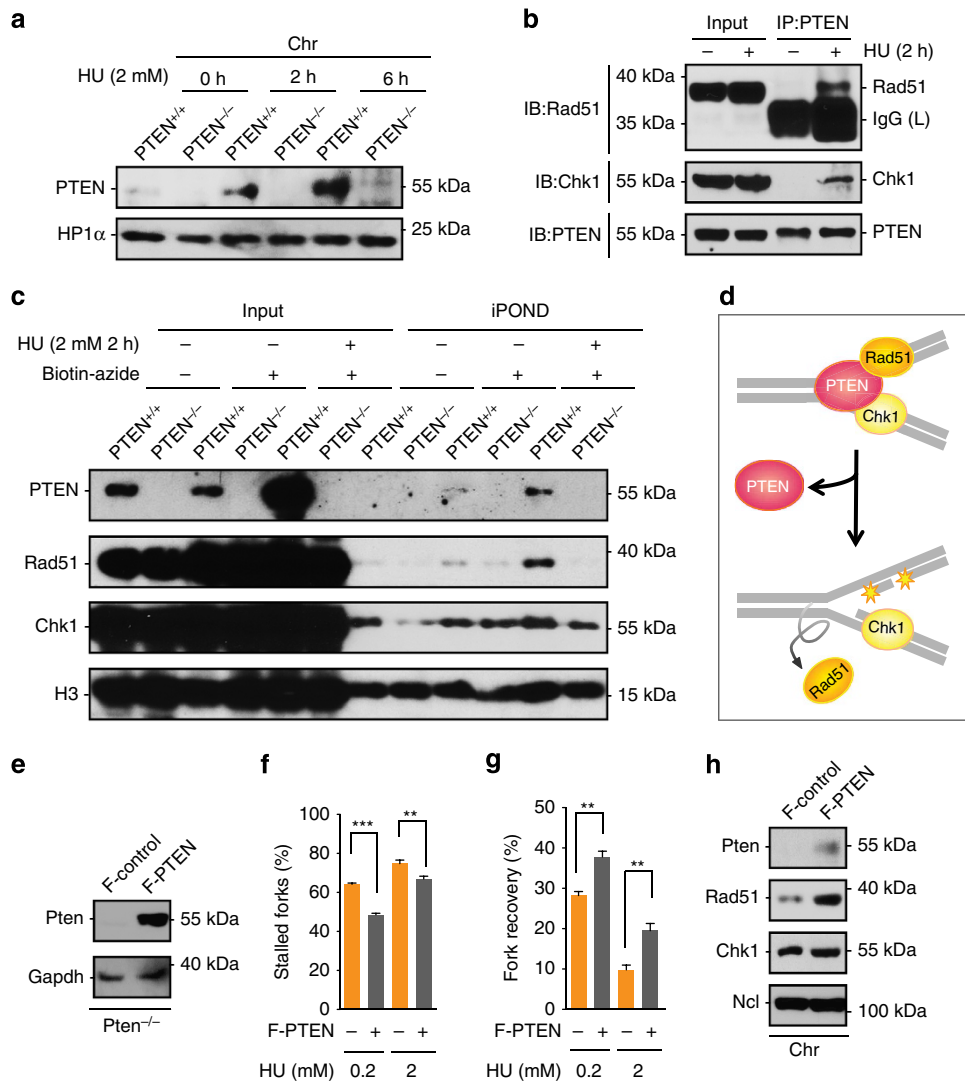 a
Chr
HU (2 mM) 0 h 2 h 6 h
PTEN+/+ PTEN–/– PTEN+/+ PTEN–/– PTEN+/+ PTEN–/–
PTEN 55 kDa
HP1α 25 kDa
b
Input IP:PTEN
– + – + HU (2 h)
IB:Rad51 40 kDa Rad51
35 kDa IgG (L)
IB:Chk1 55 kDa Chk1
IB:PTEN 55 kDa PTEN
c
Input iPOND
HU (2 mM 2 h) – – + – – +
Biotin-azide – + + – + +
PTEN+/+ PTEN–/– PTEN+/+ PTEN–/– PTEN+/+ PTEN–/– PTEN+/+ PTEN–/– PTEN+/+ PTEN–/– PTEN+/+ PTEN–/–
PTEN 55 kDa
Rad51 40 kDa
Chk1 55 kDa
H3 15 kDa
d
Rad51
PTEN
Chk1
PTEN
Chk1
Rad51
e
F-control F-PTEN
Pten 55 kDa
Gapdh 40 kDa
Pten–/–
f
Stalled forks (%)
100
80
60
40
20
0
*** **
F-PTEN – + – +
HU (mM) 0.2 2
g
Fork recovery (%)
50
40
30
20
10
0
** **
F-PTEN – + – +
HU (mM) 0.2 2
h
F-control F-PTEN
Pten 55 kDa
Rad51 40 kDa
Chk1 55 kDa
Ncl 100 kDa
Chr